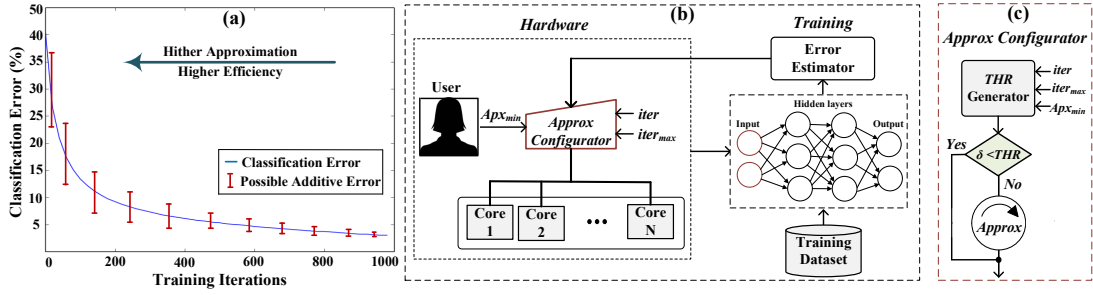 (a)
Hither Approximation
Higher Efficiency
Classification Error (%)
50
45
40
35
30
25
20
15
10
5
0
200
400
600
800
1000
Training Iterations
Classification Error
Possible Additive Error
(b)
Hardware
Training
User
Apx_min
Approx
Configurator
iter
iter_max
Error
Estimator
Hidden layers
Input
Output
Core
1
Core
2
•••
Core
N
Training
Dataset
(c)
Approx Configurator
THR
Generator
iter
iter_max
Apx_min
Yes
δ <THR
No
Approx